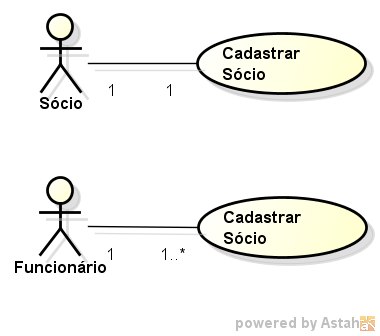 Cadastrar
Sócio
1 1
Sócio
Cadastrar
Sócio
1 1..*
Funcionário
powered by Astah